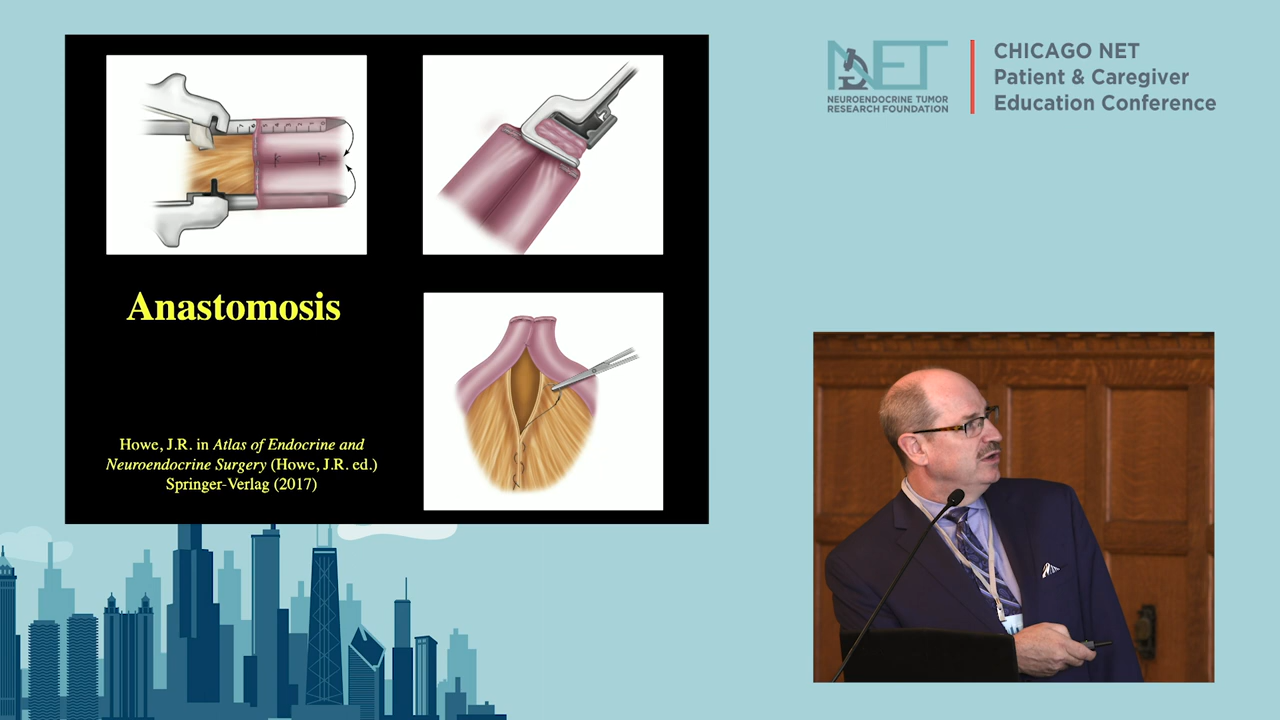 Anastomosis
Howe, J.R. in Atlas of Endocrine and
Neuroendocrine Surgery (Howe, J.R. ed.)
Springer-Verlag (2017)
NET
NEUROENDOCRINE TUMOR
RESEARCH FOUNDATION
CHICAGO NET
Patient & Caregiver
Education Conference